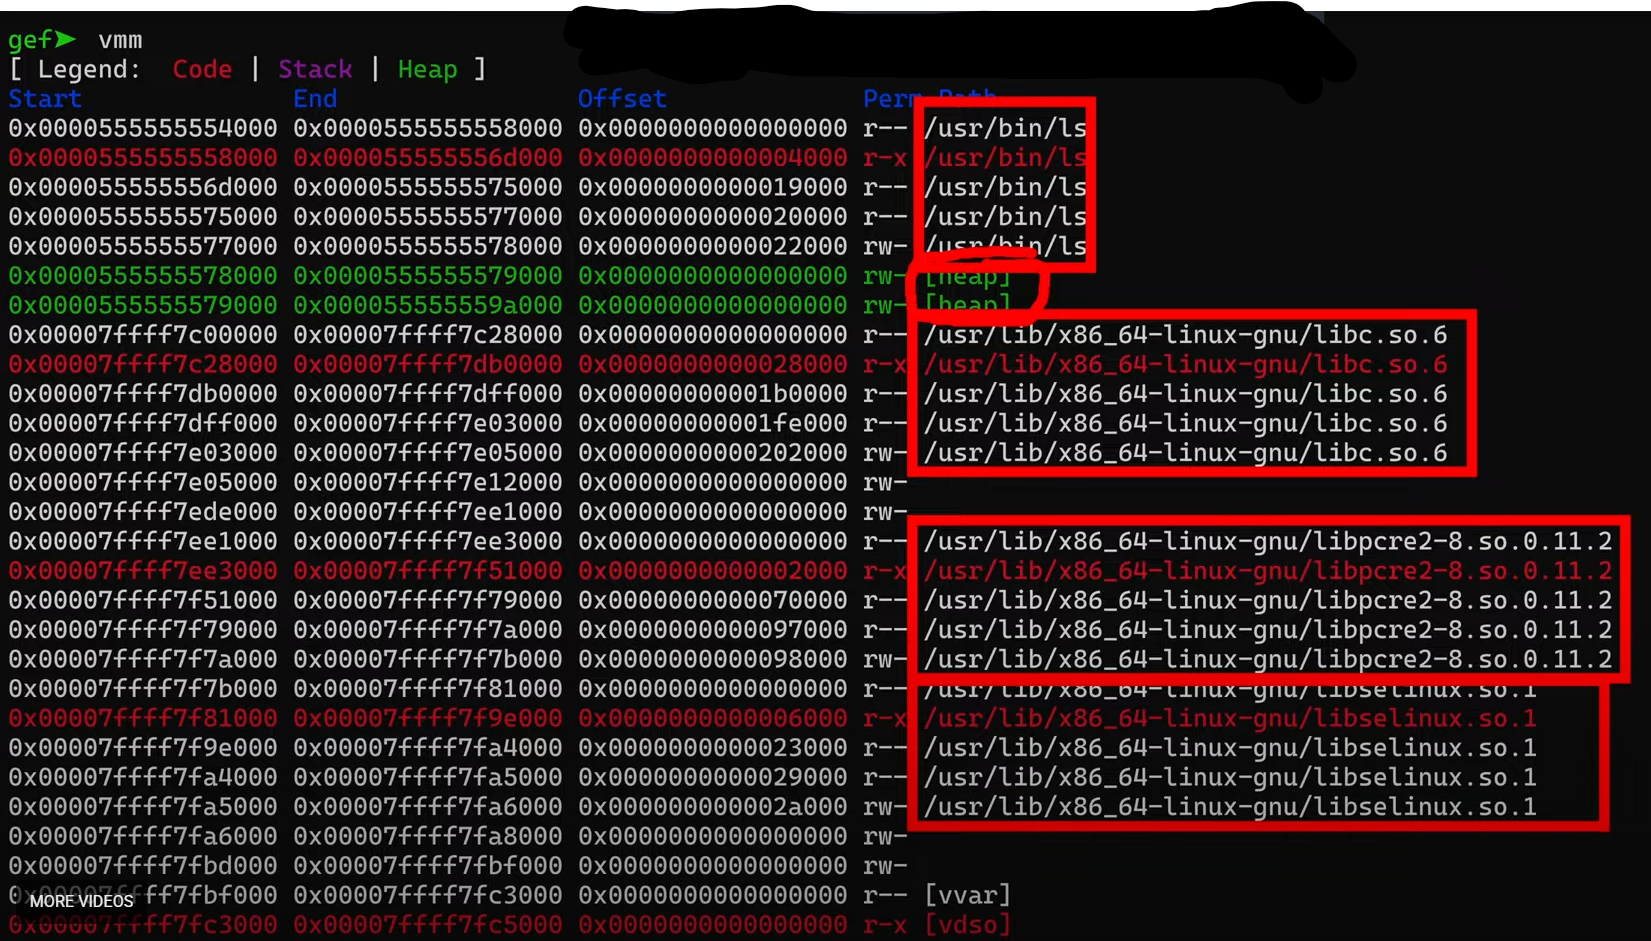 gef➤  vmm
[ Legend:  Code | Stack | Heap ]
Start              End                Offset             Perm Path
0x0000555555554000 0x0000555555558000 0x0000000000000000 r-- /usr/bin/ls
0x0000555555558000 0x000055555556d000 0x0000000000004000 r-x /usr/bin/ls
0x000055555556d000 0x0000555555575000 0x0000000000019000 r-- /usr/bin/ls
0x0000555555575000 0x0000555555577000 0x0000000000020000 r-- /usr/bin/ls
0x0000555555577000 0x0000555555578000 0x0000000000022000 rw- /usr/bin/ls
0x0000555555578000 0x0000555555579000 0x0000000000000000 rw- [heap]
0x0000555555579000 0x000055555559a000 0x0000000000000000 rw- [heap]
0x00007ffff7c00000 0x00007ffff7c28000 0x0000000000000000 r-- /usr/lib/x86_64-linux-gnu/libc.so.6
0x00007ffff7c28000 0x00007ffff7db0000 0x0000000000028000 r-x /usr/lib/x86_64-linux-gnu/libc.so.6
0x00007ffff7db0000 0x00007ffff7dff000 0x00000000001b0000 r-- /usr/lib/x86_64-linux-gnu/libc.so.6
0x00007ffff7dff000 0x00007ffff7e03000 0x00000000001fe000 r-- /usr/lib/x86_64-linux-gnu/libc.so.6
0x00007ffff7e03000 0x00007ffff7e05000 0x0000000000202000 rw- /usr/lib/x86_64-linux-gnu/libc.so.6
0x00007ffff7e05000 0x00007ffff7e12000 0x0000000000000000 rw-
0x00007ffff7ede000 0x00007ffff7ee1000 0x0000000000000000 rw-
0x00007ffff7ee1000 0x00007ffff7ee3000 0x0000000000000000 r-- /usr/lib/x86_64-linux-gnu/libpcre2-8.so.0.11.2
0x00007ffff7ee3000 0x00007ffff7f51000 0x0000000000002000 r-x /usr/lib/x86_64-linux-gnu/libpcre2-8.so.0.11.2
0x00007ffff7f51000 0x00007ffff7f79000 0x0000000000070000 r-- /usr/lib/x86_64-linux-gnu/libpcre2-8.so.0.11.2
0x00007ffff7f79000 0x00007ffff7f7a000 0x0000000000097000 r-- /usr/lib/x86_64-linux-gnu/libpcre2-8.so.0.11.2
0x00007ffff7f7a000 0x00007ffff7f7b000 0x0000000000098000 rw- /usr/lib/x86_64-linux-gnu/libpcre2-8.so.0.11.2
0x00007ffff7f7b000 0x00007ffff7f81000 0x0000000000000000 r-- /usr/lib/x86_64-linux-gnu/libselinux.so.1
0x00007ffff7f81000 0x00007ffff7f9e000 0x0000000000006000 r-x /usr/lib/x86_64-linux-gnu/libselinux.so.1
0x00007ffff7f9e000 0x00007ffff7fa4000 0x0000000000023000 r-- /usr/lib/x86_64-linux-gnu/libselinux.so.1
0x00007ffff7fa4000 0x00007ffff7fa5000 0x0000000000029000 r-- /usr/lib/x86_64-linux-gnu/libselinux.so.1
0x00007ffff7fa5000 0x00007ffff7fa6000 0x000000000002a000 rw- /usr/lib/x86_64-linux-gnu/libselinux.so.1
0x00007ffff7fa6000 0x00007ffff7fa8000 0x0000000000000000 rw-
0x00007ffff7fbd000 0x00007ffff7fbf000 0x0000000000000000 rw-
0x00007ffff7fbf000 0x00007ffff7fc3000 0x0000000000000000 r-- [vvar]
MORE VIDEOS
0x00007ffff7fc3000 0x00007ffff7fc5000 0x0000000000000000 r-x [vdso]